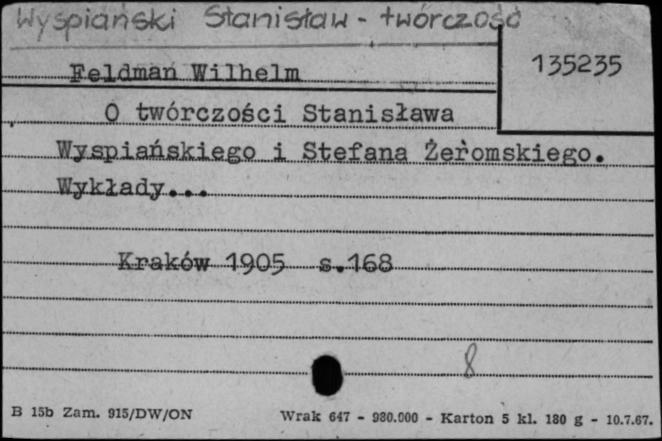 Wyspiański Stanisław - twórczość
135235
Feldman Wilhelm
O twórczości Stanisława
Wyspiańskiego i Stefana Żeromskiego.
Wykłady...
Kraków 1905 s.168
8
B 15b Zam. 915/DW/ON Wrak 647 - 980.000 - Karton 5 kl. 180 g - 10.7.67.